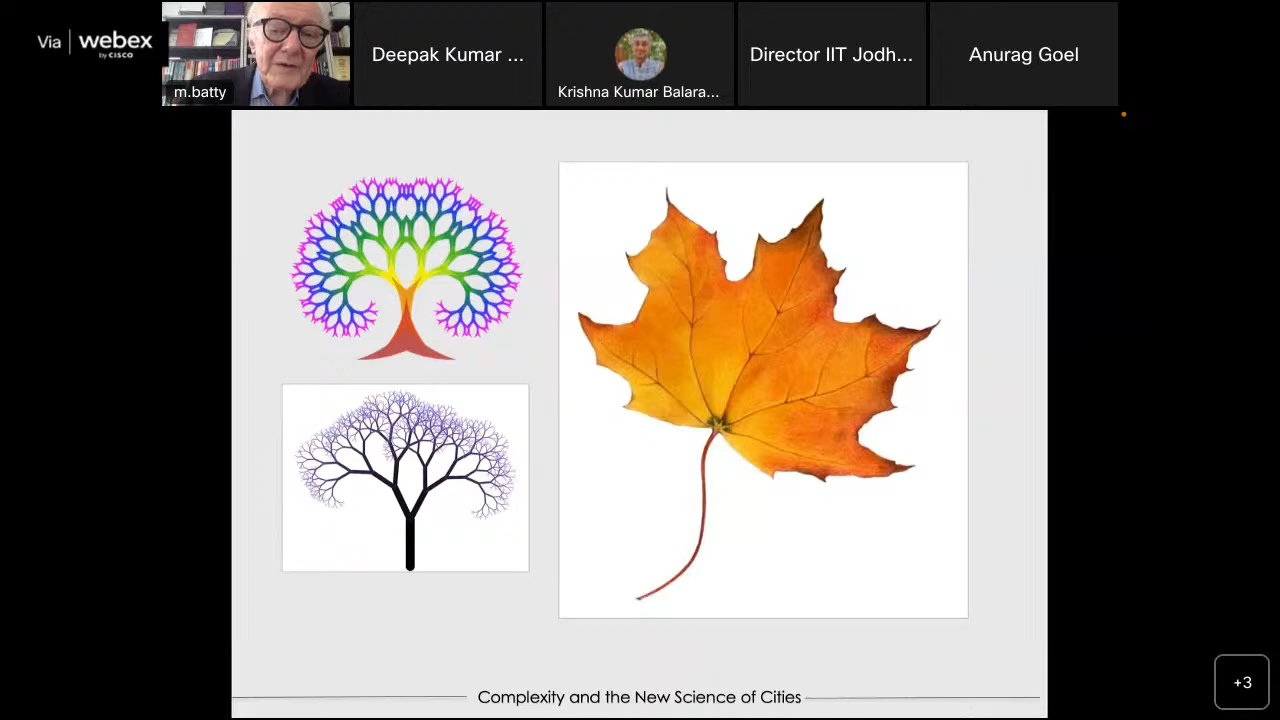 Via | webex
by CISCO
m.batty
Deepak Kumar ...
Krishna Kumar Balara...
Director IIT Jodh...
Anurag Goel
Complexity and the New Science of Cities
+3